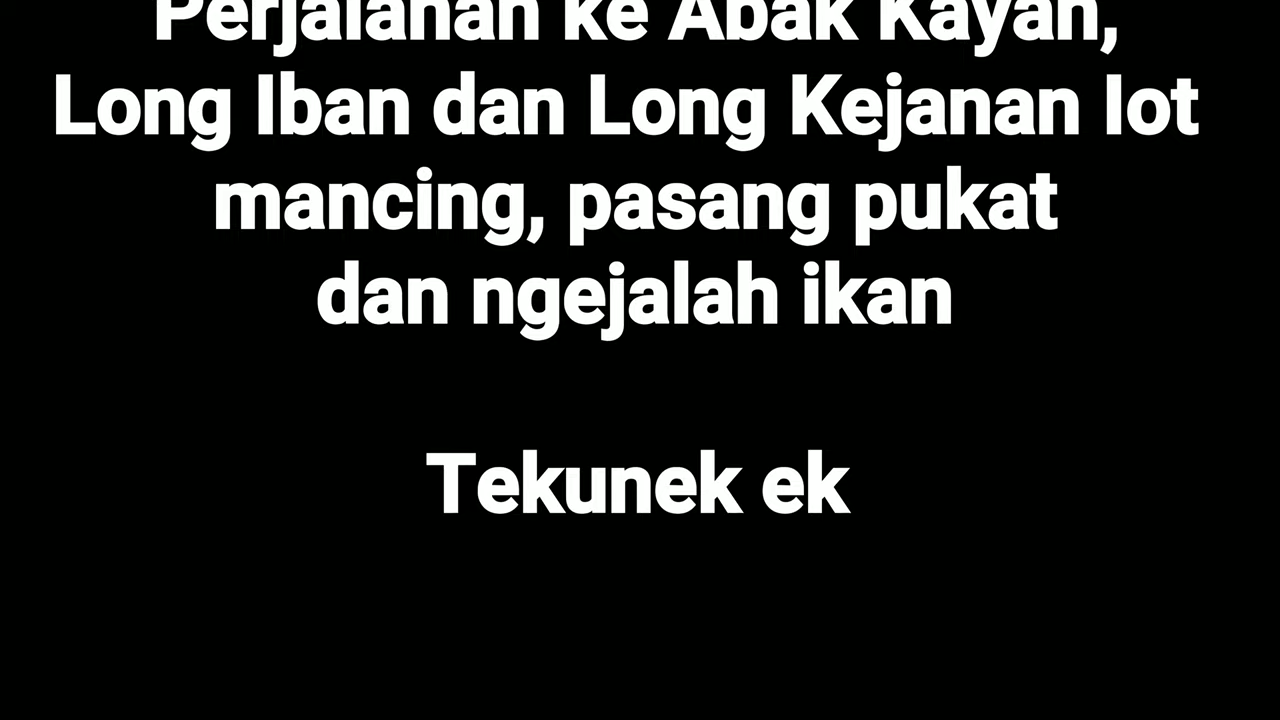 Perjalanan ke Abak Kayan,
Long Iban dan Long Kejanan lot
mancing, pasang pukat
dan ngejalah ikan
Tekunek ek